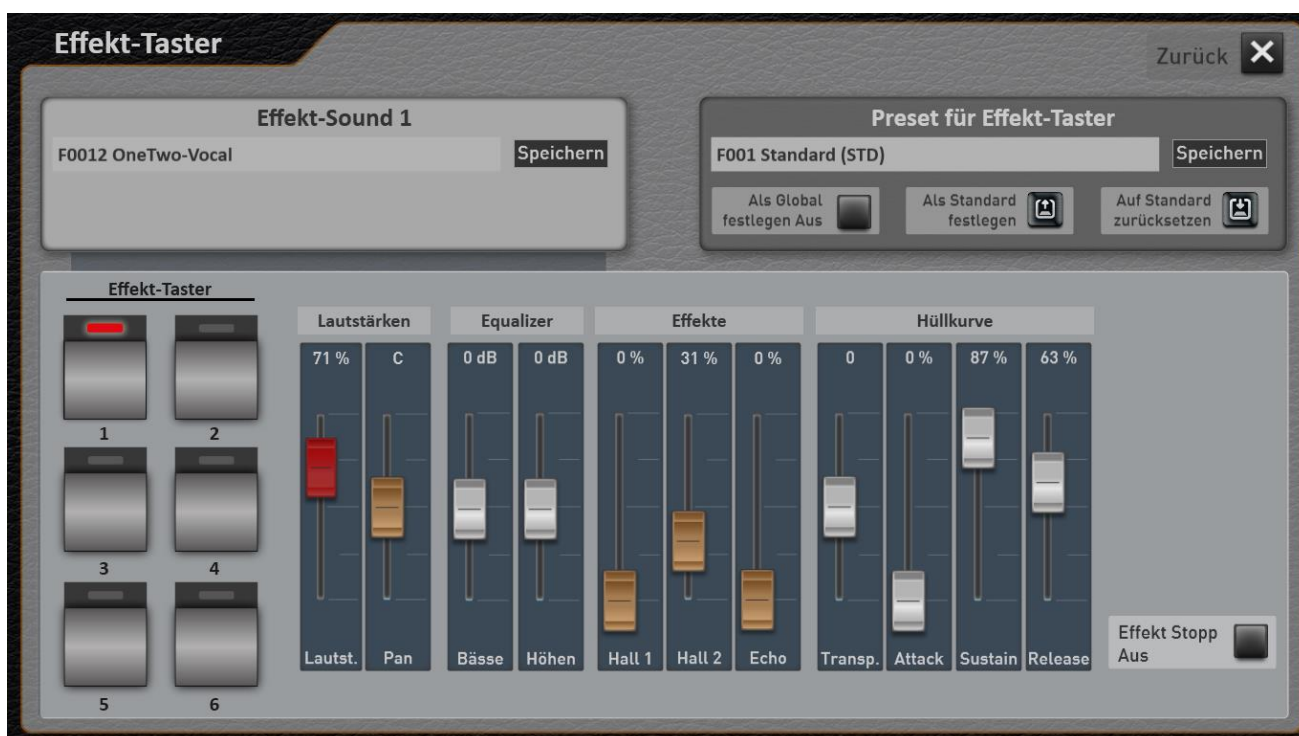 Effekt-Taster
Zurück
Effekt-Sound 1
F0012 OneTwo-Vocal
Speichern
Preset für Effekt-Taster
F001 Standard (STD)
Speichern
Als Global
festlegen Aus
Als Standard
festlegen
Auf Standard
zurücksetzen
Effekt-Taster
1
2
3
4
5
6
Lautstärken
Equalizer
Effekte
Hüllkurve
71 %
C
0 dB
0 dB
0 %
31 %
0 %
0
0 %
87 %
63 %
Lautst.
Pan
Bässe
Höhen
Hall 1
Hall 2
Echo
Transp.
Attack
Sustain
Release
Effekt Stopp
Aus